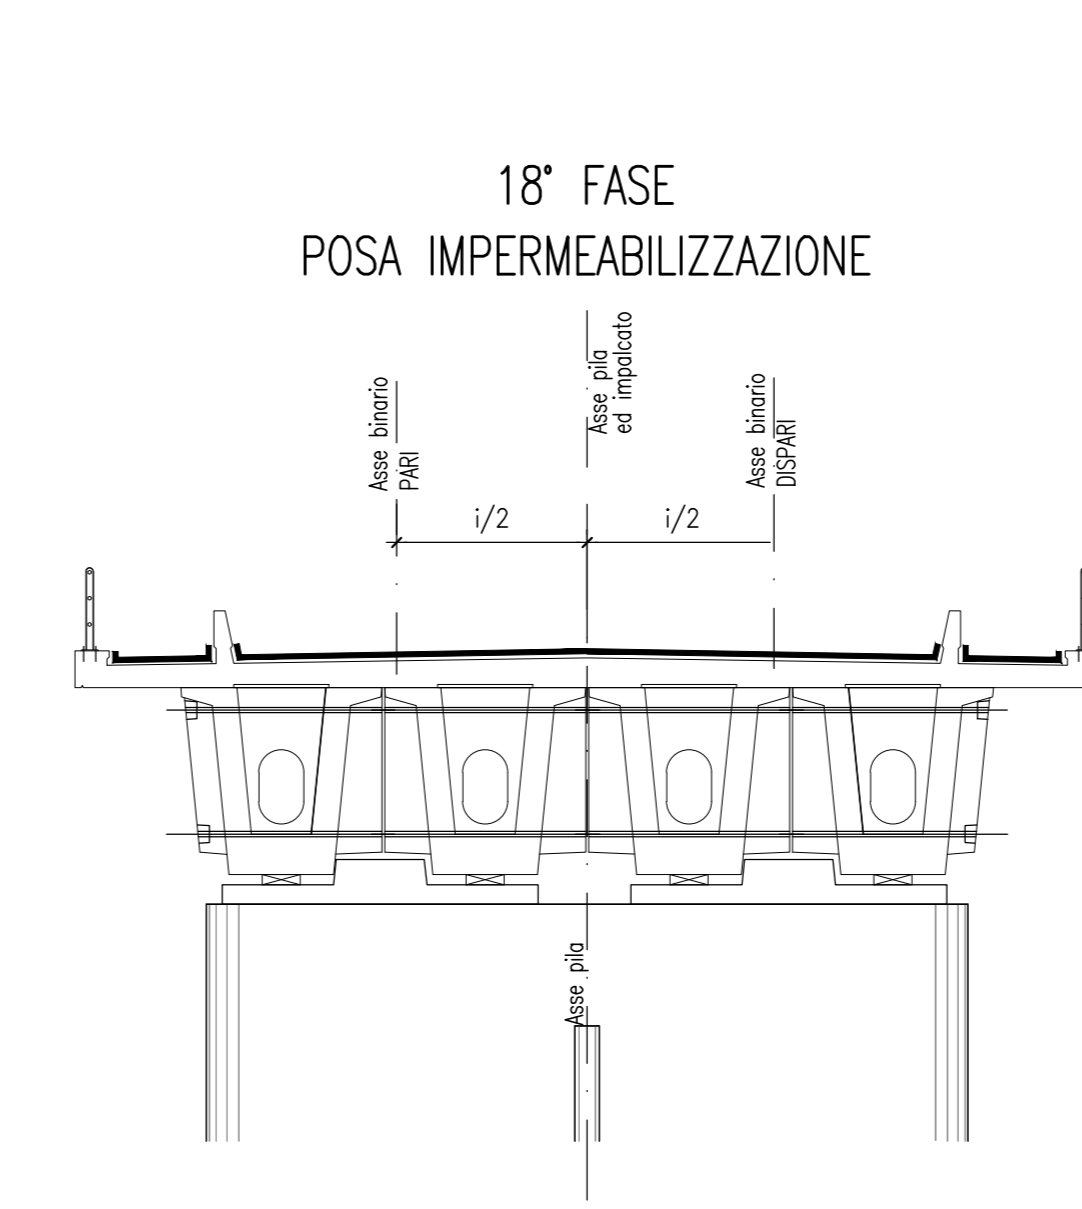 18° FASE
POSA IMPERMEABILIZZAZIONE
Asse binario
PARI
Asse pila
ed impalcato
Asse binario
DISPARI
i/2
i/2
Asse pila